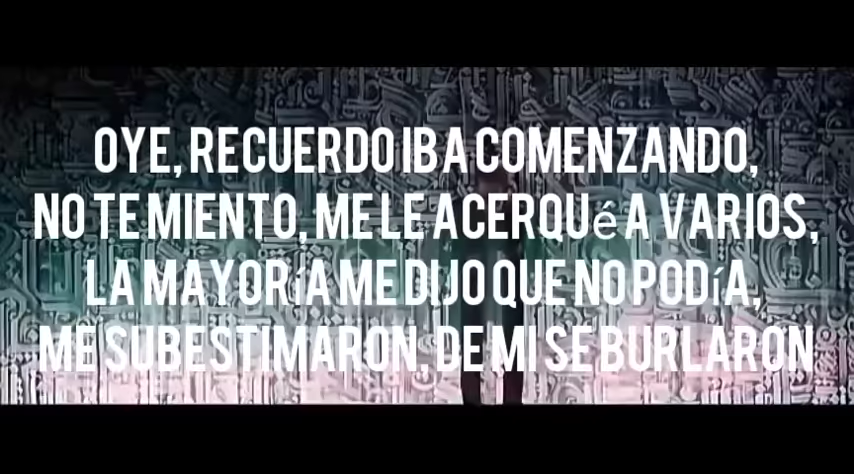 OYE, RECUERDO IBA COMENZANDO,
NO TE MIENTO, ME LE ACERQUé A VARIOS,
LA MAYORíA ME DIJO QUE NO PODíA,
ME SUBESTIMARON, DE MI SE BURLARON